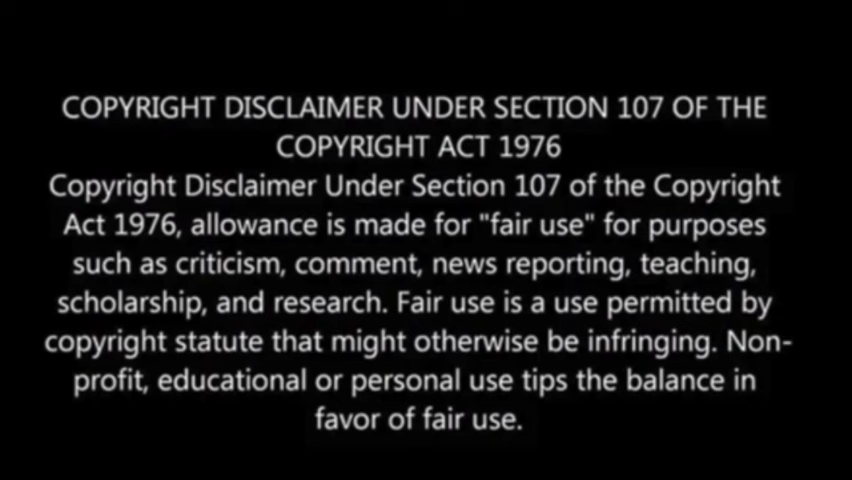 COPYRIGHT DISCLAIMER UNDER SECTION 107 OF THE
COPYRIGHT ACT 1976
Copyright Disclaimer Under Section 107 of the Copyright
Act 1976, allowance is made for "fair use" for purposes
such as criticism, comment, news reporting, teaching,
scholarship, and research. Fair use is a use permitted by
copyright statute that might otherwise be infringing. Non-
profit, educational or personal use tips the balance in
favor of fair use.